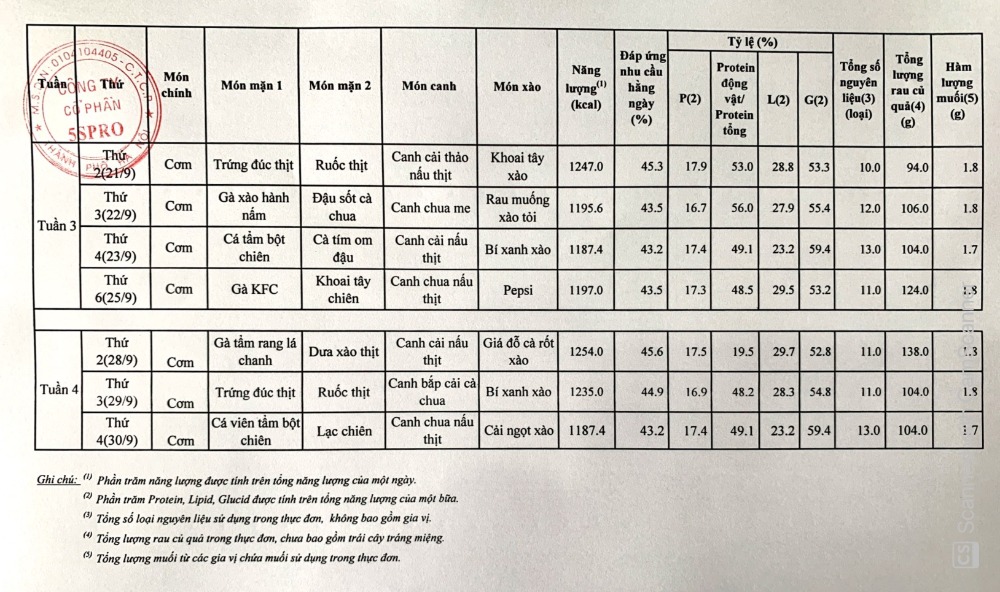 M.S.D.N: 0104104405 - C.T.C.P
CÔNG TY
CỔ PHẦN
5SPRO
THÀNH PHỐ HÀ NỘI
Tuần Thứ Món chính Món mặn 1 Món mặn 2 Món canh Món xào Năng lượng(1) (kcal) Đáp ứng nhu cầu hằng ngày (%) Tỷ lệ (%) P(2) Protein động vật/ Protein tổng L(2) G(2) Tổng số nguyên liệu(3) (loại) Tổng lượng rau củ quả(4) (g) Hàm lượng muối(5) (g)
Tuần 3
Thứ 2(21/9) Cơm Trứng đúc thịt Ruốc thịt Canh cải thảo nấu thịt Khoai tây xào 1247.0 45.3 17.9 53.0 28.8 53.3 10.0 94.0 1.8
Thứ 3(22/9) Cơm Gà xào hành nấm Đậu sốt cà chua Canh chua me Rau muống xào tỏi 1195.6 43.5 16.7 56.0 27.9 55.4 12.0 106.0 1.8
Thứ 4(23/9) Cơm Cá tẩm bột chiên Cà tím om đậu Canh cải nấu thịt Bí xanh xào 1187.4 43.2 17.4 49.1 23.2 59.4 13.0 104.0 1.7
Thứ 6(25/9) Cơm Gà KFC Khoai tây chiên Canh chua nấu thịt Pepsi 1197.0 43.5 17.3 48.5 29.5 53.2 11.0 124.0 1.8
Tuần 4
Thứ 2(28/9) Cơm Gà tẩm rang lá chanh Dưa xào thịt Canh cải nấu thịt Giá đỗ cà rốt xào 1254.0 45.6 17.5 19.5 29.7 52.8 11.0 138.0
Thứ 3(29/9) Cơm Trứng đúc thịt Ruốc thịt Canh bắp cải cà chua Bí xanh xào 1235.0 44.9 16.9 48.2 28.3 54.8 11.0 104.0 1.8
Thứ 4(30/9) Cơm Cá viên tẩm bột chiên Lạc chiên Canh chua nấu thịt Cải ngọt xào 1187.4 43.2 17.4 49.1 23.2 59.4 13.0 104.0
Ghi chú: (1) Phần trăm năng lượng được tính trên tổng năng lượng của một ngày.
(2) Phần trăm Protein, Lipid, Glucid được tính trên tổng năng lượng của một bữa.
(3) Tổng số loại nguyên liệu sử dụng trong thực đơn, không bao gồm gia vị.
(4) Tổng lượng rau củ quả trong thực đơn, chưa bao gồm trái cây tráng miệng.
(5) Tổng lượng muối từ các gia vị chứa muối sử dụng trong thực đơn.
CS